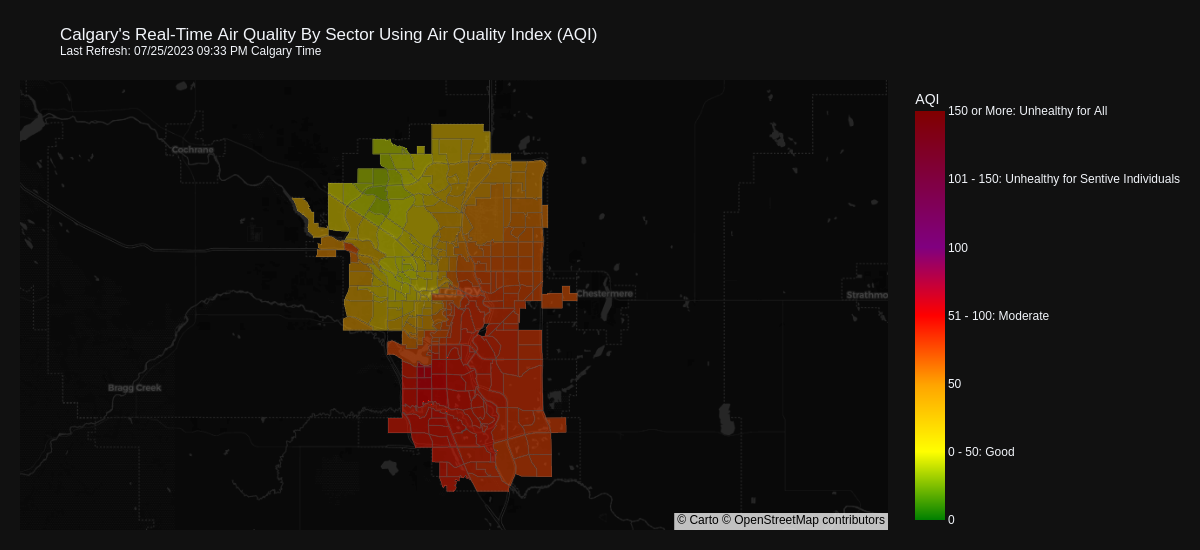 Calgary's Real-Time Air Quality By Sector Using Air Quality Index (AQI)
Last Refresh: 07/25/2023 09:33 PM Calgary Time
AQI
150 or More: Unhealthy for All
Cochrane
101 - 150: Unhealthy for Sentive Individuals
100
CALGARY
Chestermere
Strathmo
51 - 100: Moderate
50
Bragg Creek
0 - 50: Good
0
© Carto © OpenStreetMap contributors